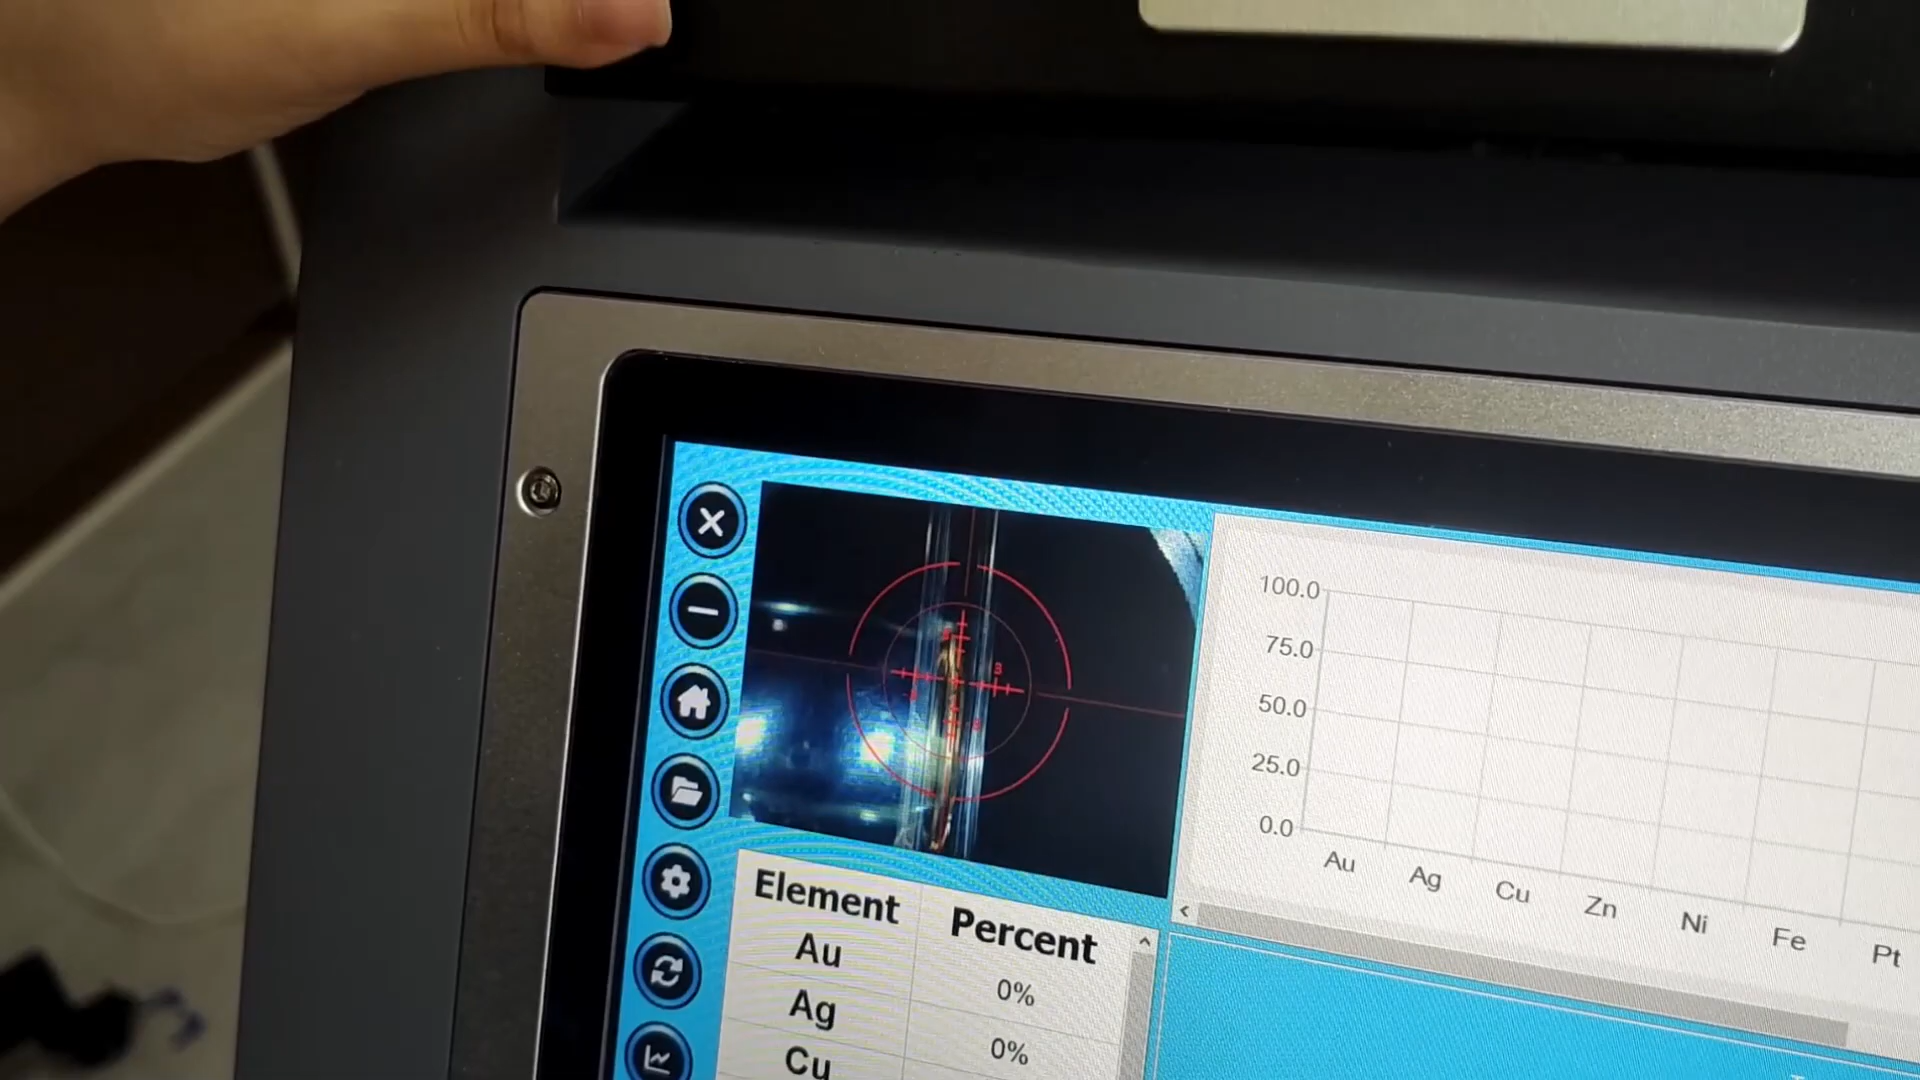 3
100.0
75.0
50.0
25.0
0.0
Au Ag Cu Zn Ni Fe Pt
Element Percent
Au 0%
Ag 0%
Cu